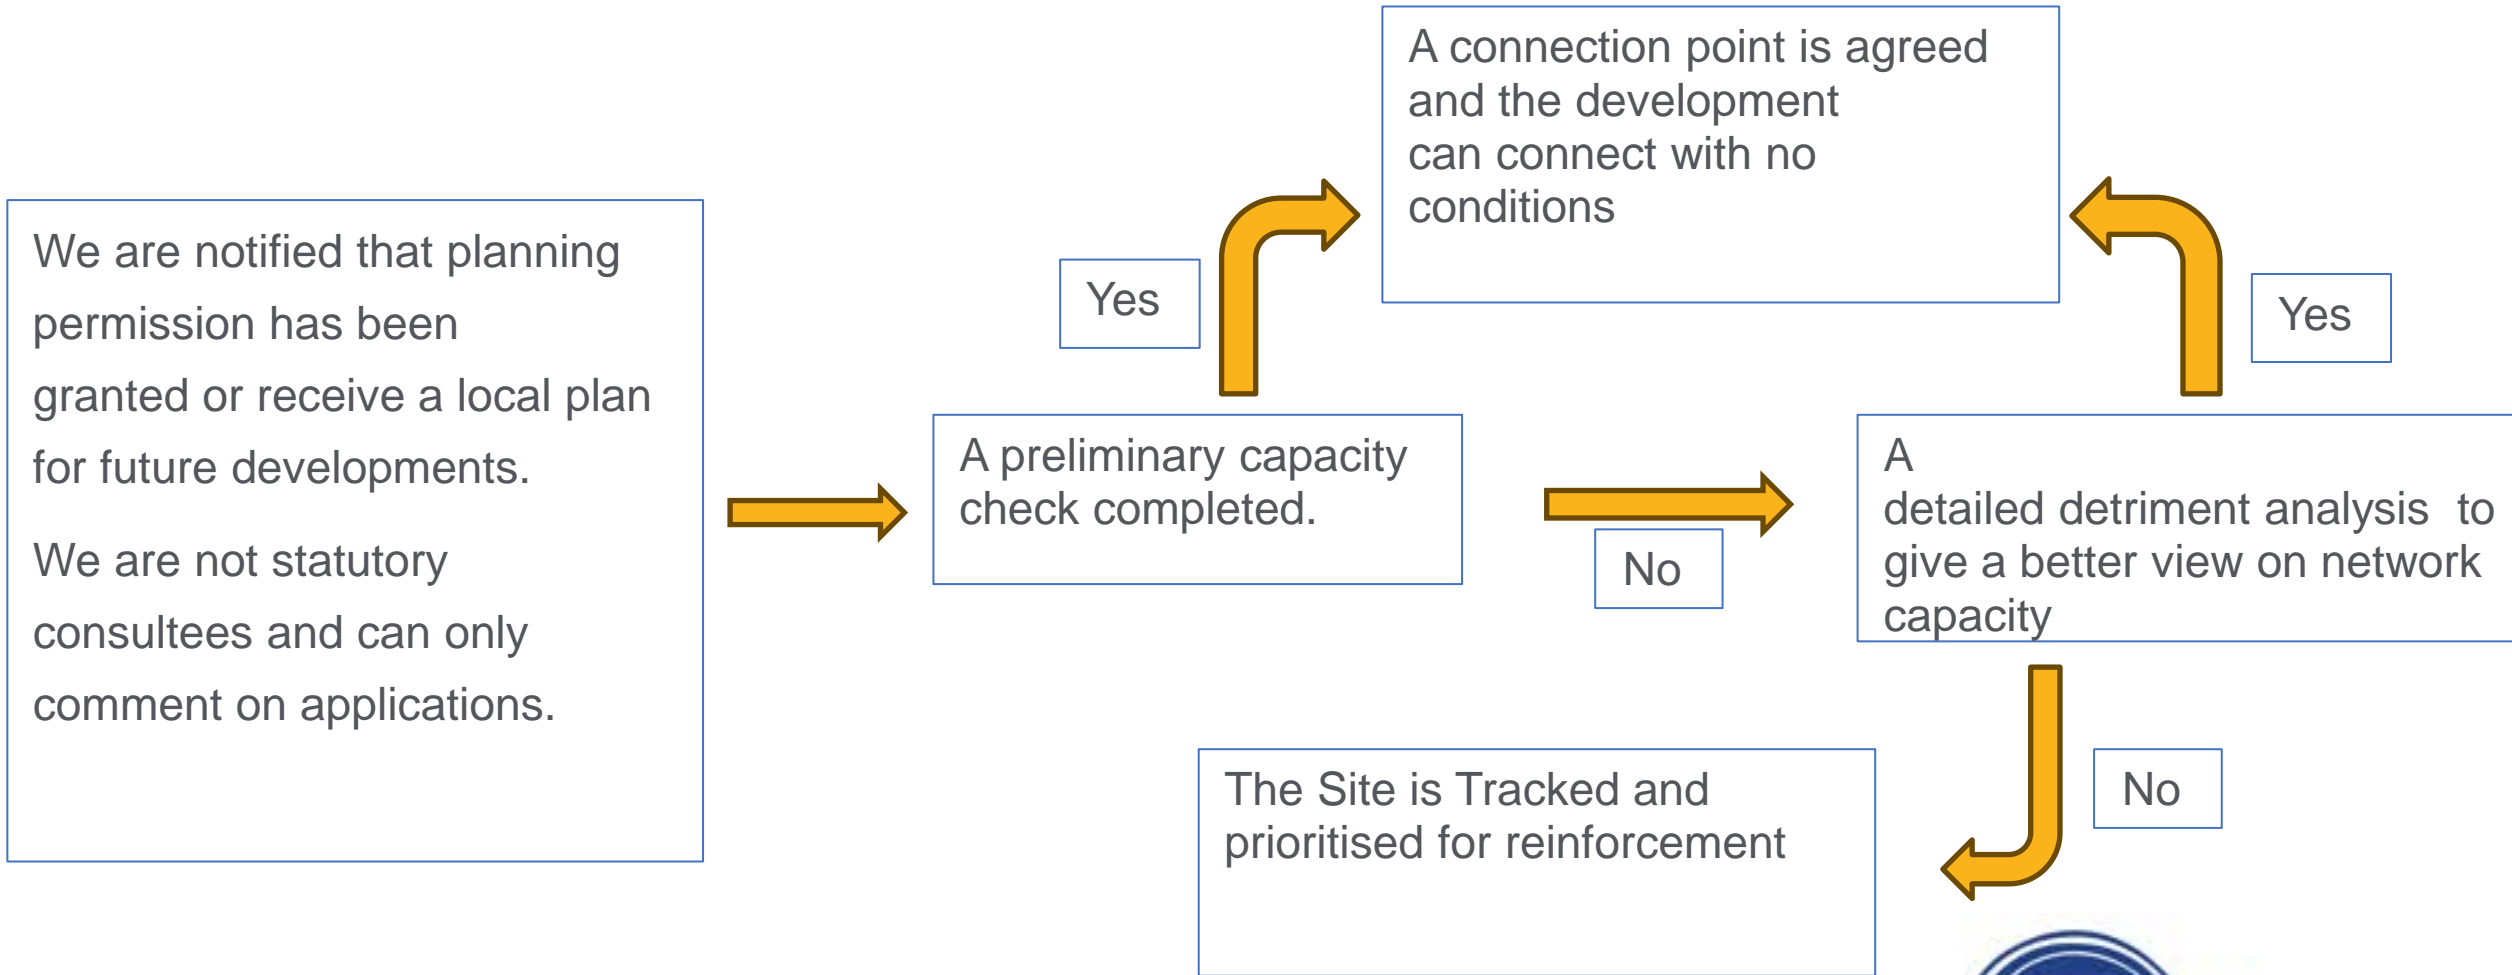 We are notified that planning
permission has been
granted or receive a local plan
for future developments.
We are not statutory
consultees and can only
comment on applications.
A preliminary capacity
check completed.
Yes
A connection point is agreed
and the development
can connect with no
conditions
No
A
detailed detriment analysis  to
give a better view on network
capacity
Yes
No
The Site is Tracked and
prioritised for reinforcement